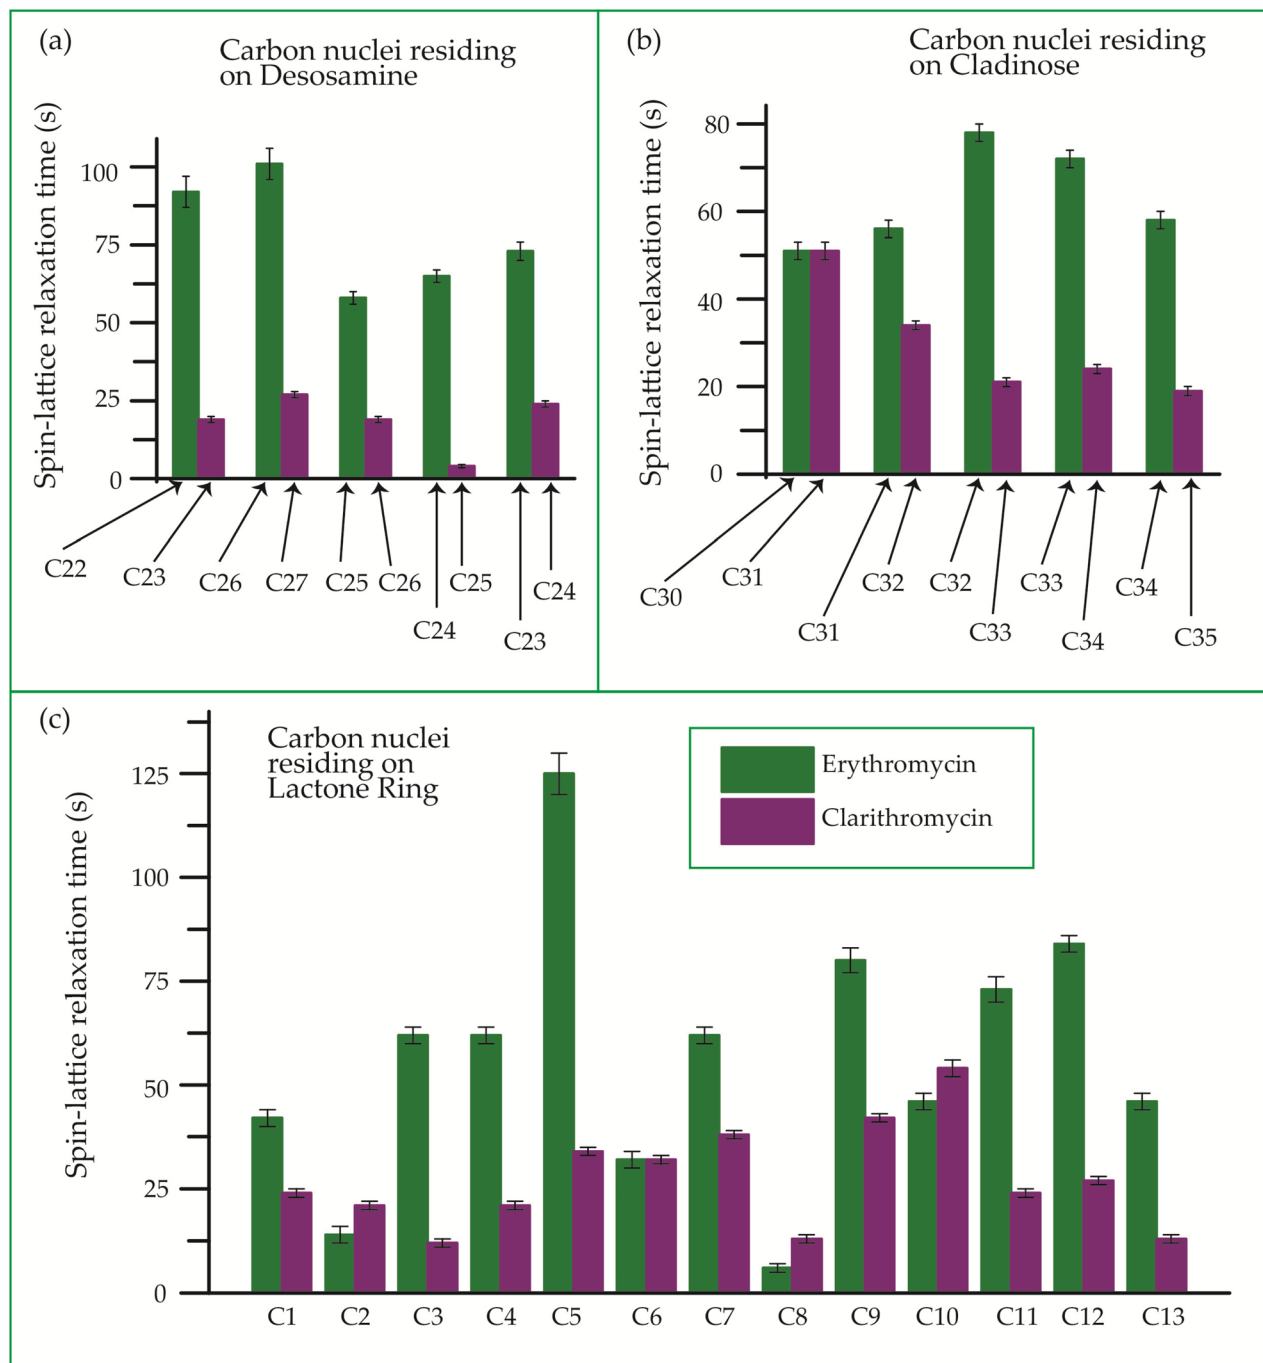 (a)
Carbon nuclei residing
on Desosamine
Spin-lattice relaxation time (s)
100
75
50
25
0
C22
C23
C26
C27
C25
C26
C24
C25
C23
C24
(b)
Carbon nuclei residing
on Cladinose
Spin-lattice relaxation time (s)
80
60
40
20
0
C30
C31
C31
C32
C32
C33
C33
C34
C34
C35
(c)
Carbon nuclei
residing on
Lactone Ring
Erythromycin
Clarithromycin
Spin-lattice relaxation time (s)
125
100
75
50
25
0
C1 C2 C3 C4 C5 C6 C7 C8 C9 C10 C11 C12 C13